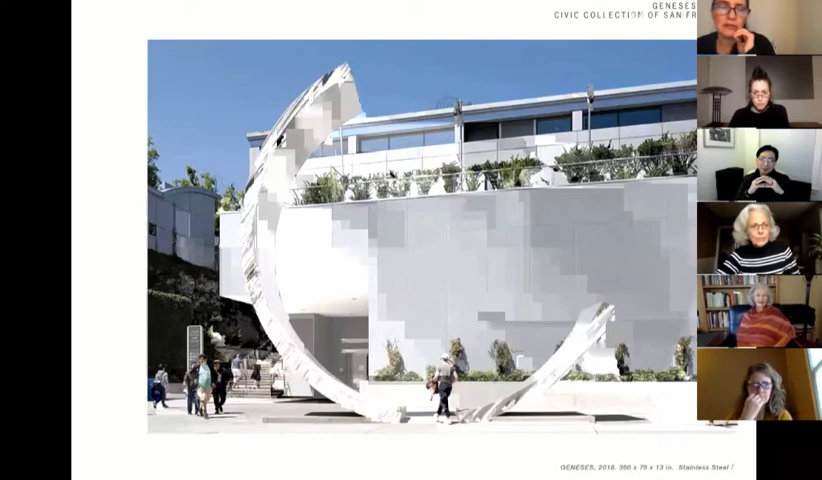 GENESES
CIVIC COLLECTION OF SAN FR
GENESES, 2018, 360 x 79 x 13 in. Stainless Steel /